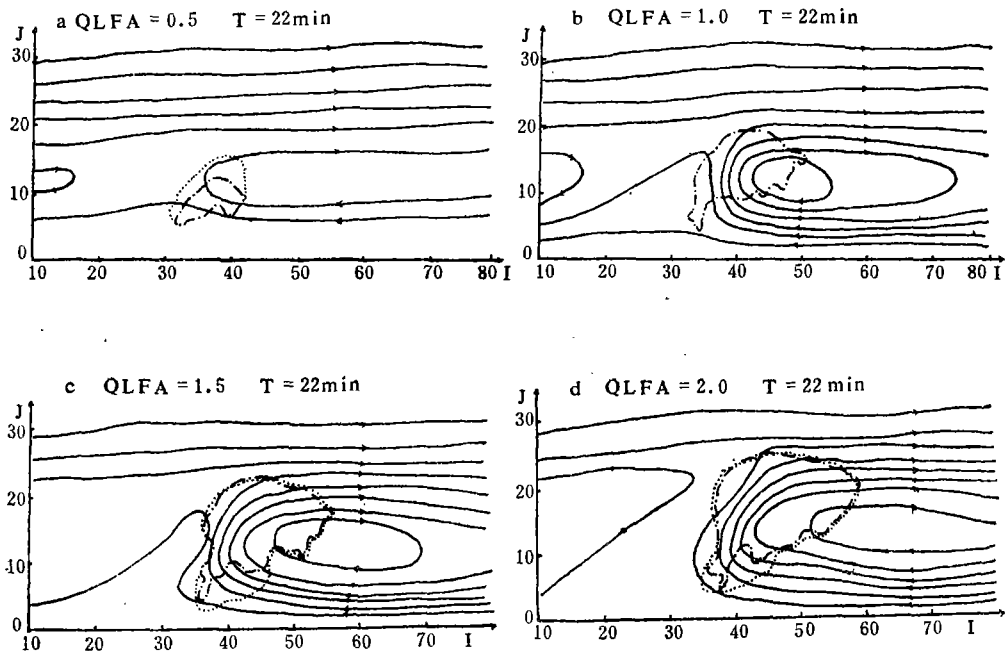 a QLFA = 0.5 T = 22min
J
30
20
10
0
10 20 30 40 50 60 70 80 I
b QLFA = 1.0 T = 22min
J
30
20
10
0
10 20 30 40 50 60 70 80 I
c QLFA = 1.5 T = 22min
J
30
20
10
0
10 20 30 40 50 60 70 I
d QLFA = 2.0 T = 22 min
J
30
20
10
0
10 20 30 40 50 60 70 I